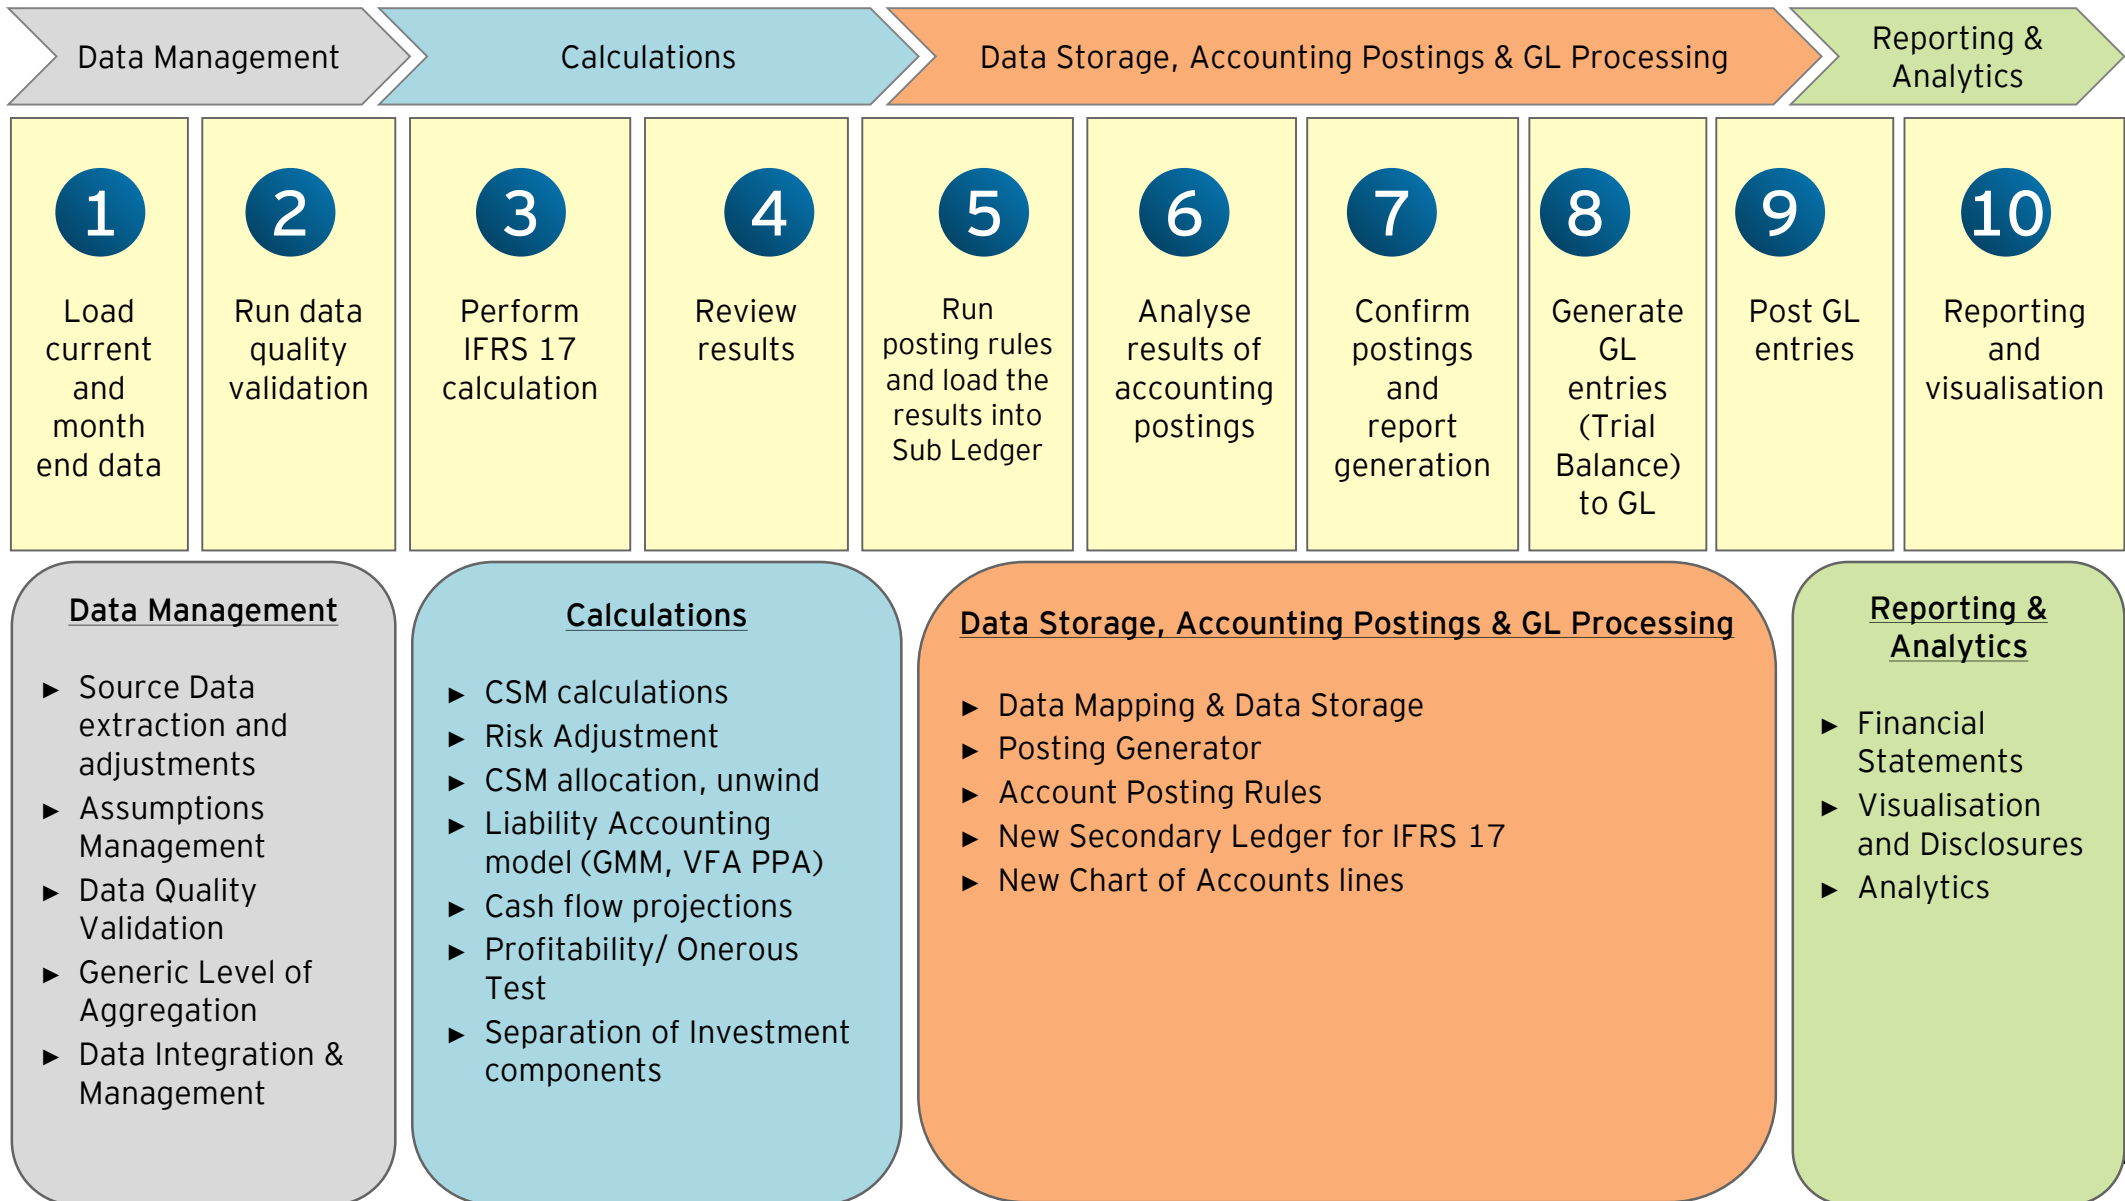 Data Management
Calculations
Data Storage, Accounting Postings & GL Processing
Reporting &
Analytics
1
Load
current
and
month
end data
2
Run data
quality
validation
3
Perform
IFRS 17
calculation
4
Review
results
5
Run
posting rules
and load the
results into
Sub Ledger
6
Analyse
results of
accounting
postings
7
Confirm
postings
and
report
generation
8
Generate
GL
entries
(Trial
Balance)
to GL
9
Post GL
entries
10
Reporting
and
visualisation
Data Management
► Source Data
extraction and
adjustments
► Assumptions
Management
► Data Quality
Validation
► Generic Level of
Aggregation
► Data Integration &
Management
Calculations
► CSM calculations
► Risk Adjustment
► CSM allocation, unwind
► Liability Accounting
model (GMM, VFA PPA)
► Cash flow projections
► Profitability/ Onerous
Test
► Separation of Investment
components
Data Storage, Accounting Postings & GL Processing
► Data Mapping & Data Storage
► Posting Generator
► Account Posting Rules
► New Secondary Ledger for IFRS 17
► New Chart of Accounts lines
Reporting &
Analytics
► Financial
Statements
► Visualisation
and Disclosures
► Analytics